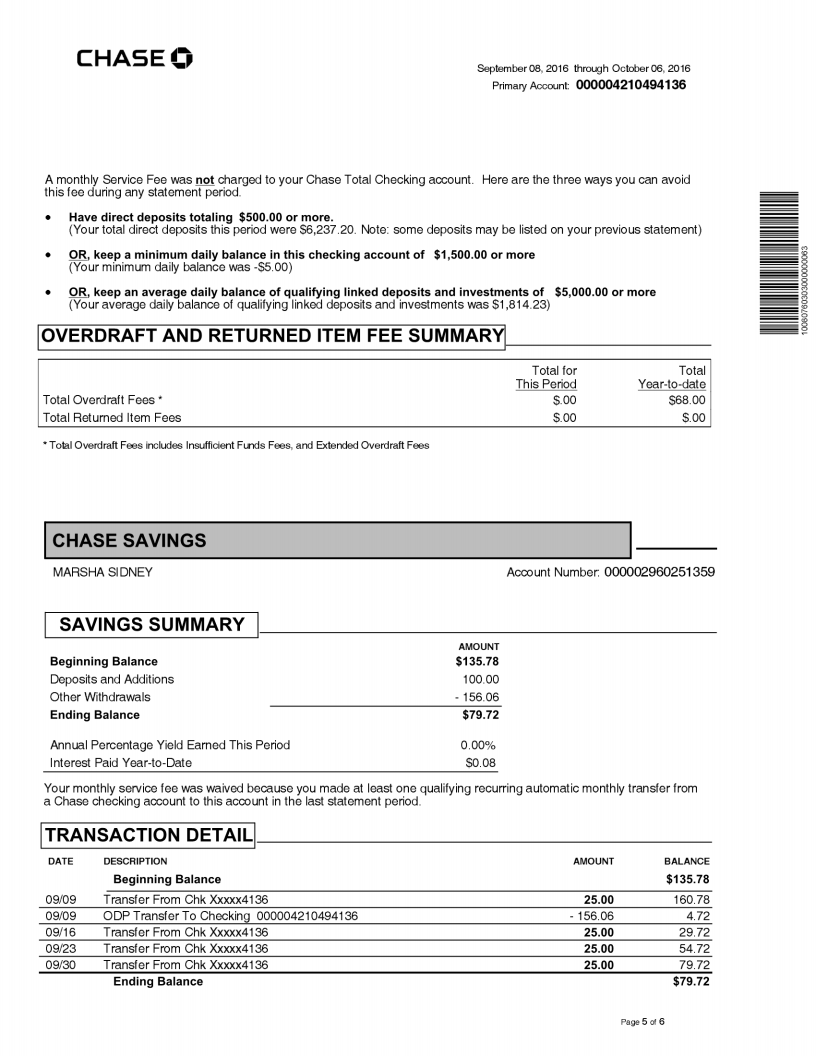 CHASE
September 08, 2016 through October 06, 2016
Primary Account: 000004210494136
A monthly Service Fee was not charged to your Chase Total Checking account. Here are the three ways you can avoid
this fee during any statement period.
• Have direct deposits totaling $500.00 or more.
(Your total direct deposits this period were $6,237.20. Note: some deposits may be listed on your previous statement)
• OR, keep a minimum daily balance in this checking account of $1,500.00 or more
(Your minimum daily balance was -$5.00)
• OR, keep an average daily balance of qualifying linked deposits and investments of $5,000.00 or more
(Your average daily balance of qualifying linked deposits and investments was $1,814.23)
10080760303000000063
OVERDRAFT AND RETURNED ITEM FEE SUMMARY
Total for Total
This Period Year-to-date
Total Overdraft Fees * $.00 $68.00
Total Returned Item Fees $.00 $.00
* Total Overdraft Fees includes Insufficient Funds Fees, and Extended Overdraft Fees
CHASE SAVINGS
MARSHA SIDNEY Account Number: 000002960251359
SAVINGS SUMMARY
AMOUNT
Beginning Balance $135.78
Deposits and Additions 100.00
Other Withdrawals - 156.06
Ending Balance $79.72
Annual Percentage Yield Earned This Period 0.00%
Interest Paid Year-to-Date $0.08
Your monthly service fee was waived because you made at least one qualifying recurring automatic monthly transfer from
a Chase checking account to this account in the last statement period.
TRANSACTION DETAIL
DATE DESCRIPTION AMOUNT BALANCE
Beginning Balance $135.78
09/09 Transfer From Chk Xxxxx4136 25.00 160.78
09/09 ODP Transfer To Checking 000004210494136 - 156.06 4.72
09/16 Transfer From Chk Xxxxx4136 25.00 29.72
09/23 Transfer From Chk Xxxxx4136 25.00 54.72
09/30 Transfer From Chk Xxxxx4136 25.00 79.72
Ending Balance $79.72
Page 5 of 6